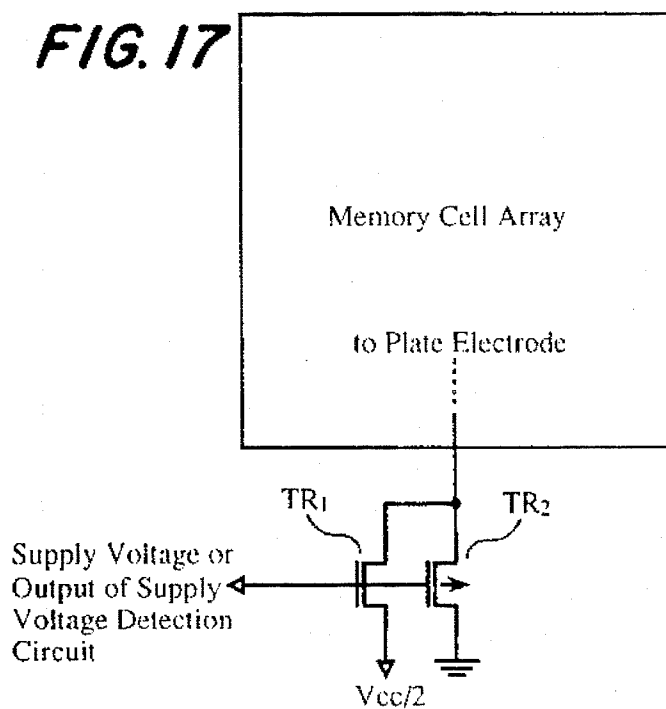 FIG. 17
Memory Cell Array
to Plate Electrode
TR1
TR2
Supply Voltage or
Output of Supply
Voltage Detection
Circuit
Vcc/2